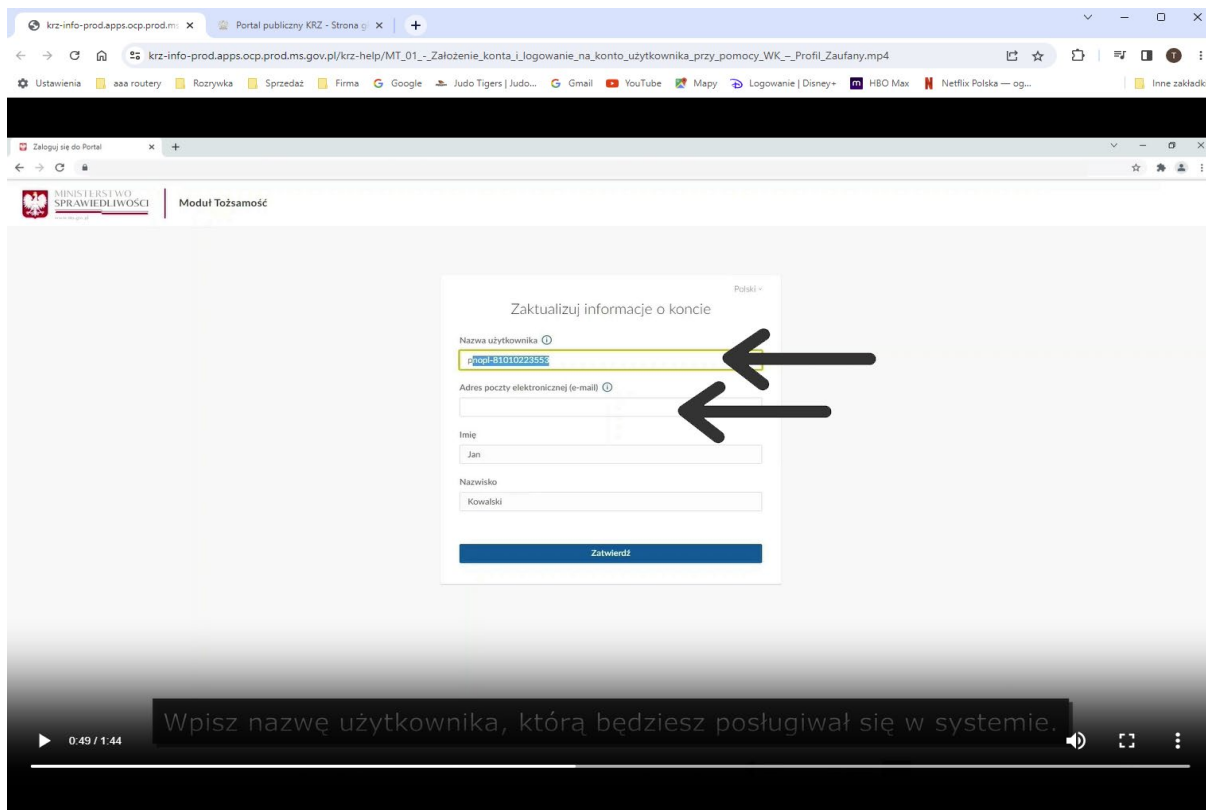 krz-info-prod.apps.ocp.prod.m
Portal publiczny KRZ - Strona g
krz-info-prod.apps.ocp.prod.ms.gov.pl/krz-help/MT_01_-_Założenie_konta_i_logowanie_na_konto_użytkownika_przy_pomocy_WK_–_Profil_Zaufany.mp4
Ustawienia aaa routery Rozrywka Sprzedaż Firma Google Judo Tigers | Judo... Gmail YouTube Mapy Logowanie | Disney+ HBO Max Netflix Polska — og... Inne zakładk
Zaloguj się do Portal
MINISTERSTWO
SPRAWIEDLIWOŚCI
Moduł Tożsamość
Polski
Zaktualizuj informacje o koncie
Nazwa użytkownika
pnopl-81010223553
Adres poczty elektronicznej (e-mail)
Imię
Jan
Nazwisko
Kowalski
Zatwierdź
Wpisz nazwę użytkownika, którą będziesz posługiwał się w systemie.
0:49 / 1:44